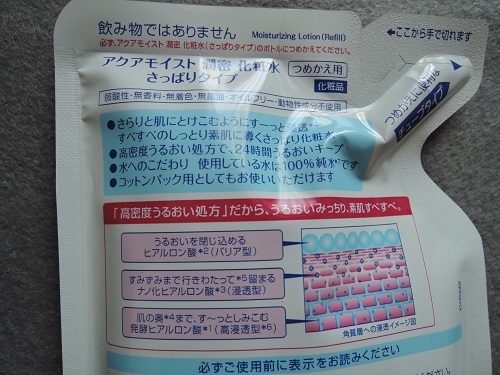 飲み物ではありません
Moisturizing Lotion(Refill)
←ここから手で切れます
必ず、アクアモイスト 潤密 化粧水(さっぱりタイプ)のボトルにつめかえてください。
アクアモイスト 潤密 化粧水
さっぱりタイプ
つめかえ用
化粧品
つめかえに便利な
チューブタイプ
弱酸性・無香料・無着色・無鉱油・オイルフリー・動物性成分不使用
●さらりと肌にとけこむようにすーっと浸透
すべすべのしっとり素肌に導くさっぱり化粧水
●高密度うるおい処方で、24時間うるおいキープ
●水へのこだわり 使用している水は100%純水です
●コットンパック用としてもお使いいただけます
「高密度うるおい処方」だから、うるおいみっちり、素肌すべすべ。
うるおいを閉じ込める
ヒアルロン酸*2(バリア型)
すみずみまで行きわたって*5留まる
ナノ化ヒアルロン酸*3(浸透型)
肌の奥*4まで、す〜っとしみこむ
発酵ヒアルロン酸*1(高浸透型*6)
角質層への浸透イメージ図
必ずご使用前に表示をお読みください